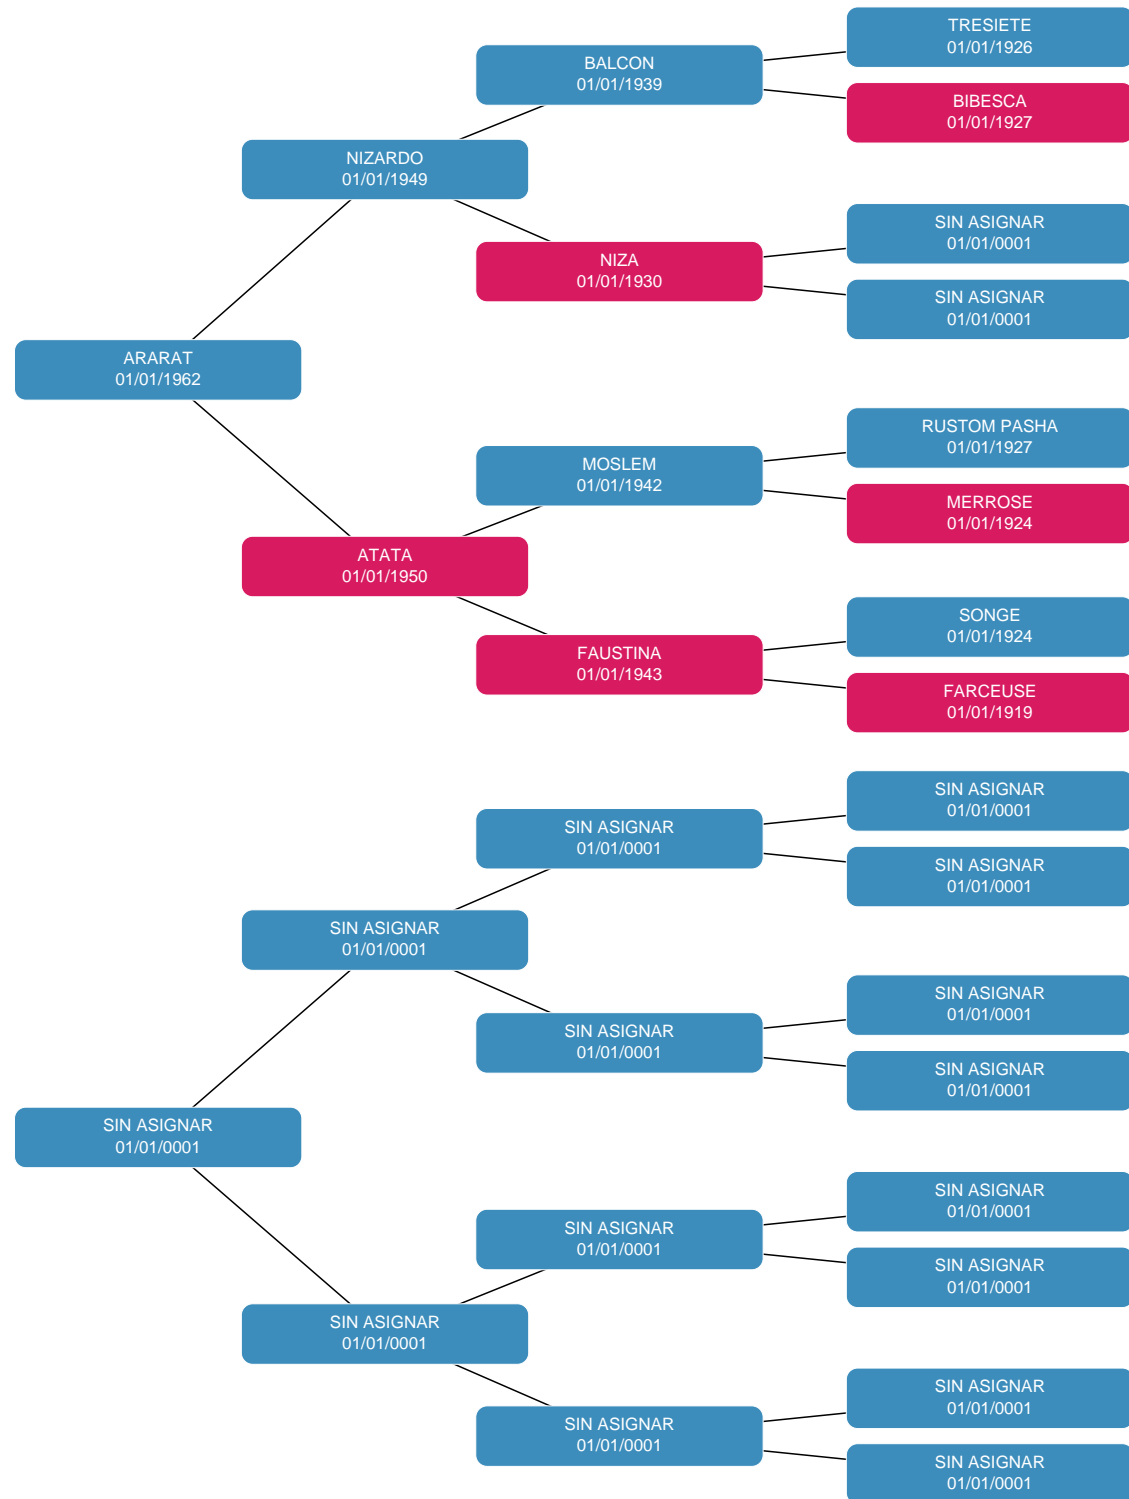 TRESIETE
01/01/1926
BALCON
01/01/1939
BIBESCA
01/01/1927
NIZARDO
01/01/1949
SIN ASIGNAR
01/01/0001
NIZA
01/01/1930
SIN ASIGNAR
01/01/0001
ARARAT
01/01/1962
RUSTOM PASHA
01/01/1927
MOSLEM
01/01/1942
MERROSE
01/01/1924
ATATA
01/01/1950
SONGE
01/01/1924
FAUSTINA
01/01/1943
FARCEUSE
01/01/1919
SIN ASIGNAR
01/01/0001
SIN ASIGNAR
01/01/0001
SIN ASIGNAR
01/01/0001
SIN ASIGNAR
01/01/0001
SIN ASIGNAR
01/01/0001
SIN ASIGNAR
01/01/0001
SIN ASIGNAR
01/01/0001
SIN ASIGNAR
01/01/0001
SIN ASIGNAR
01/01/0001
SIN ASIGNAR
01/01/0001
SIN ASIGNAR
01/01/0001
SIN ASIGNAR
01/01/0001
SIN ASIGNAR
01/01/0001
SIN ASIGNAR
01/01/0001
SIN ASIGNAR
01/01/0001